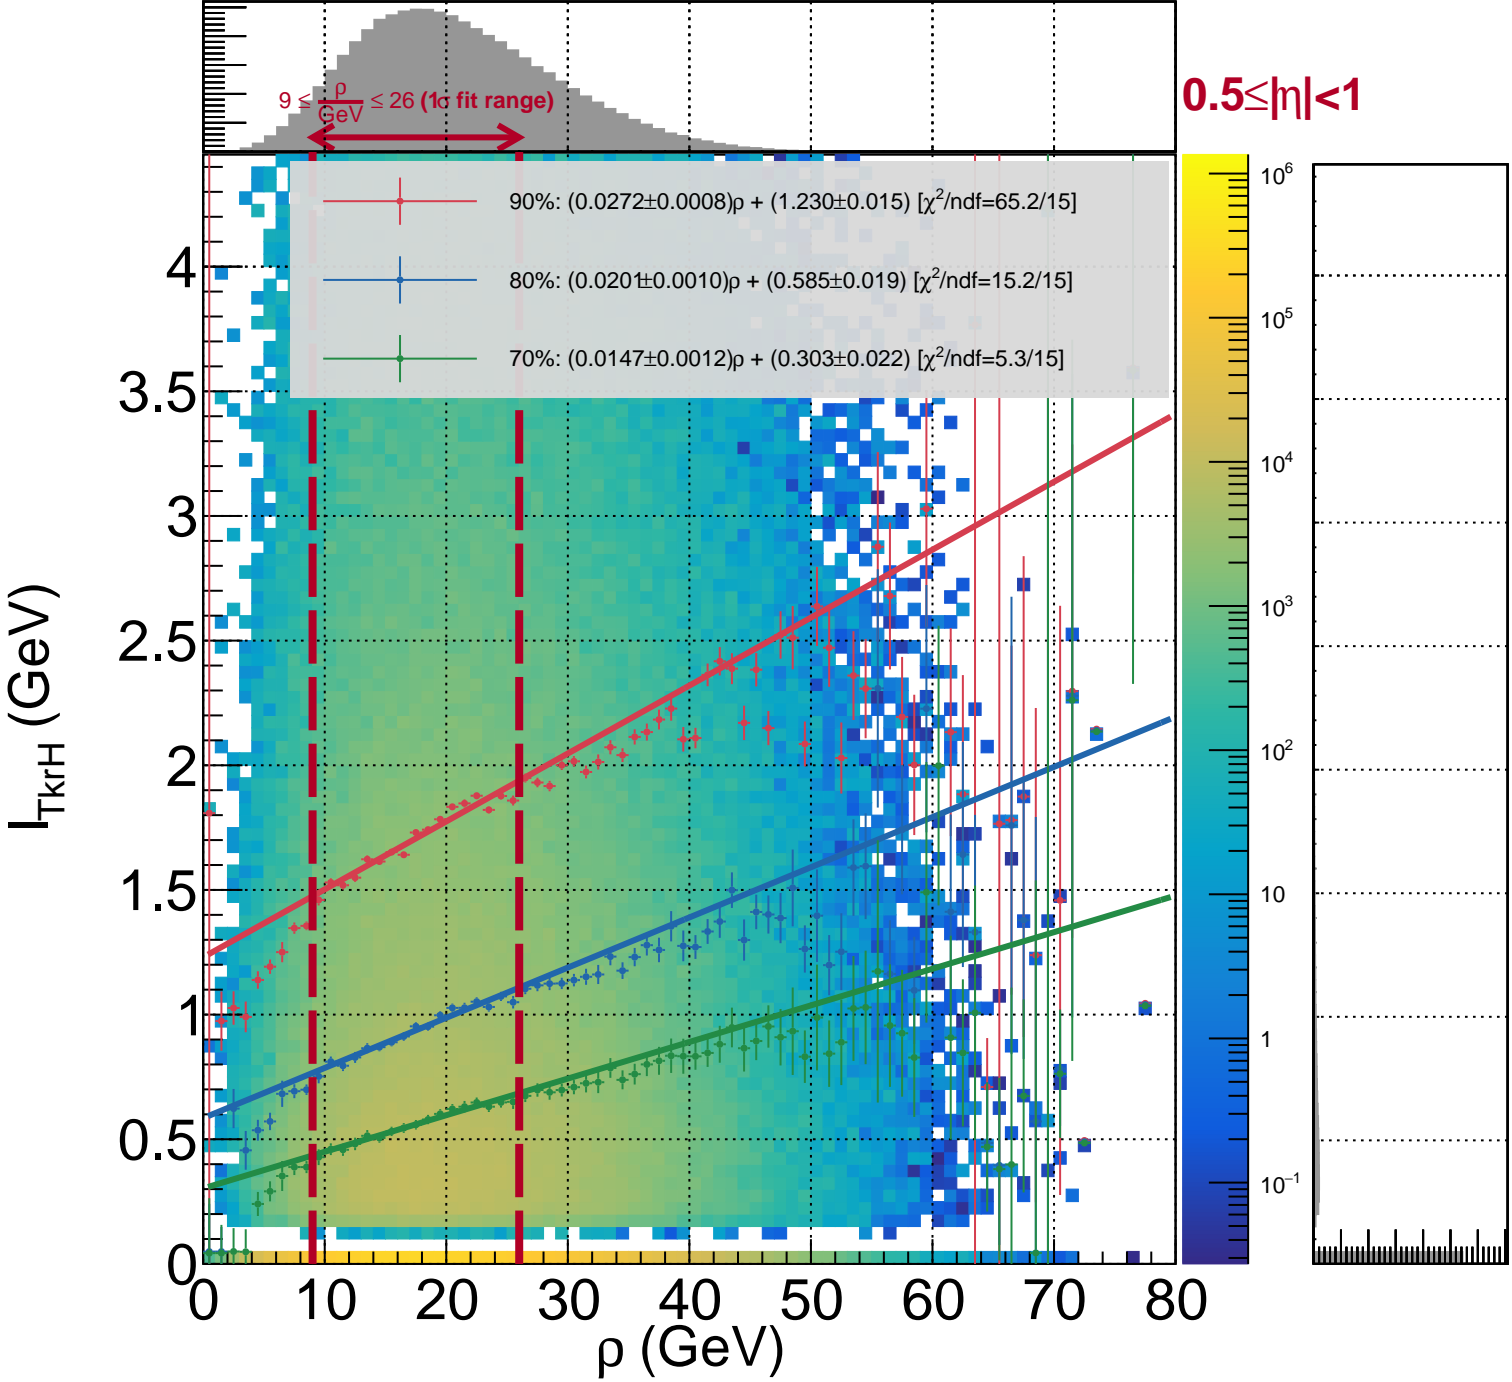 9 ≤ ρ/GeV ≤ 26 (1σ fit range)
0.5≤|η|<1
90%: (0.0272±0.0008)ρ + (1.230±0.015) [χ²/ndf=65.2/15]
80%: (0.0201±0.0010)ρ + (0.585±0.019) [χ²/ndf=15.2/15]
70%: (0.0147±0.0012)ρ + (0.303±0.022) [χ²/ndf=5.3/15]
4
3.5
3
2.5
2
1.5
1
0.5
0
I_TkrH (GeV)
0 10 20 30 40 50 60 70 80
ρ (GeV)
10⁶
10⁵
10⁴
10³
10²
10
1
10⁻¹